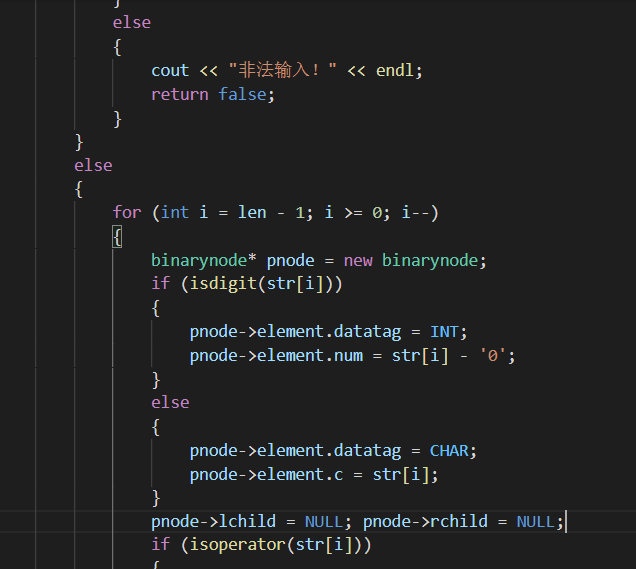 }
else
{
cout << "非法输入！" << endl;
return false;
}
}
else
{
for (int i = len - 1; i >= 0; i--)
{
binarynode* pnode = new binarynode;
if (isdigit(str[i]))
{
pnode->element.datatag = INT;
pnode->element.num = str[i] - '0';
}
else
{
pnode->element.datatag = CHAR;
pnode->element.c = str[i];
}
pnode->lchild = NULL; pnode->rchild = NULL;
if (isoperator(str[i]))
{